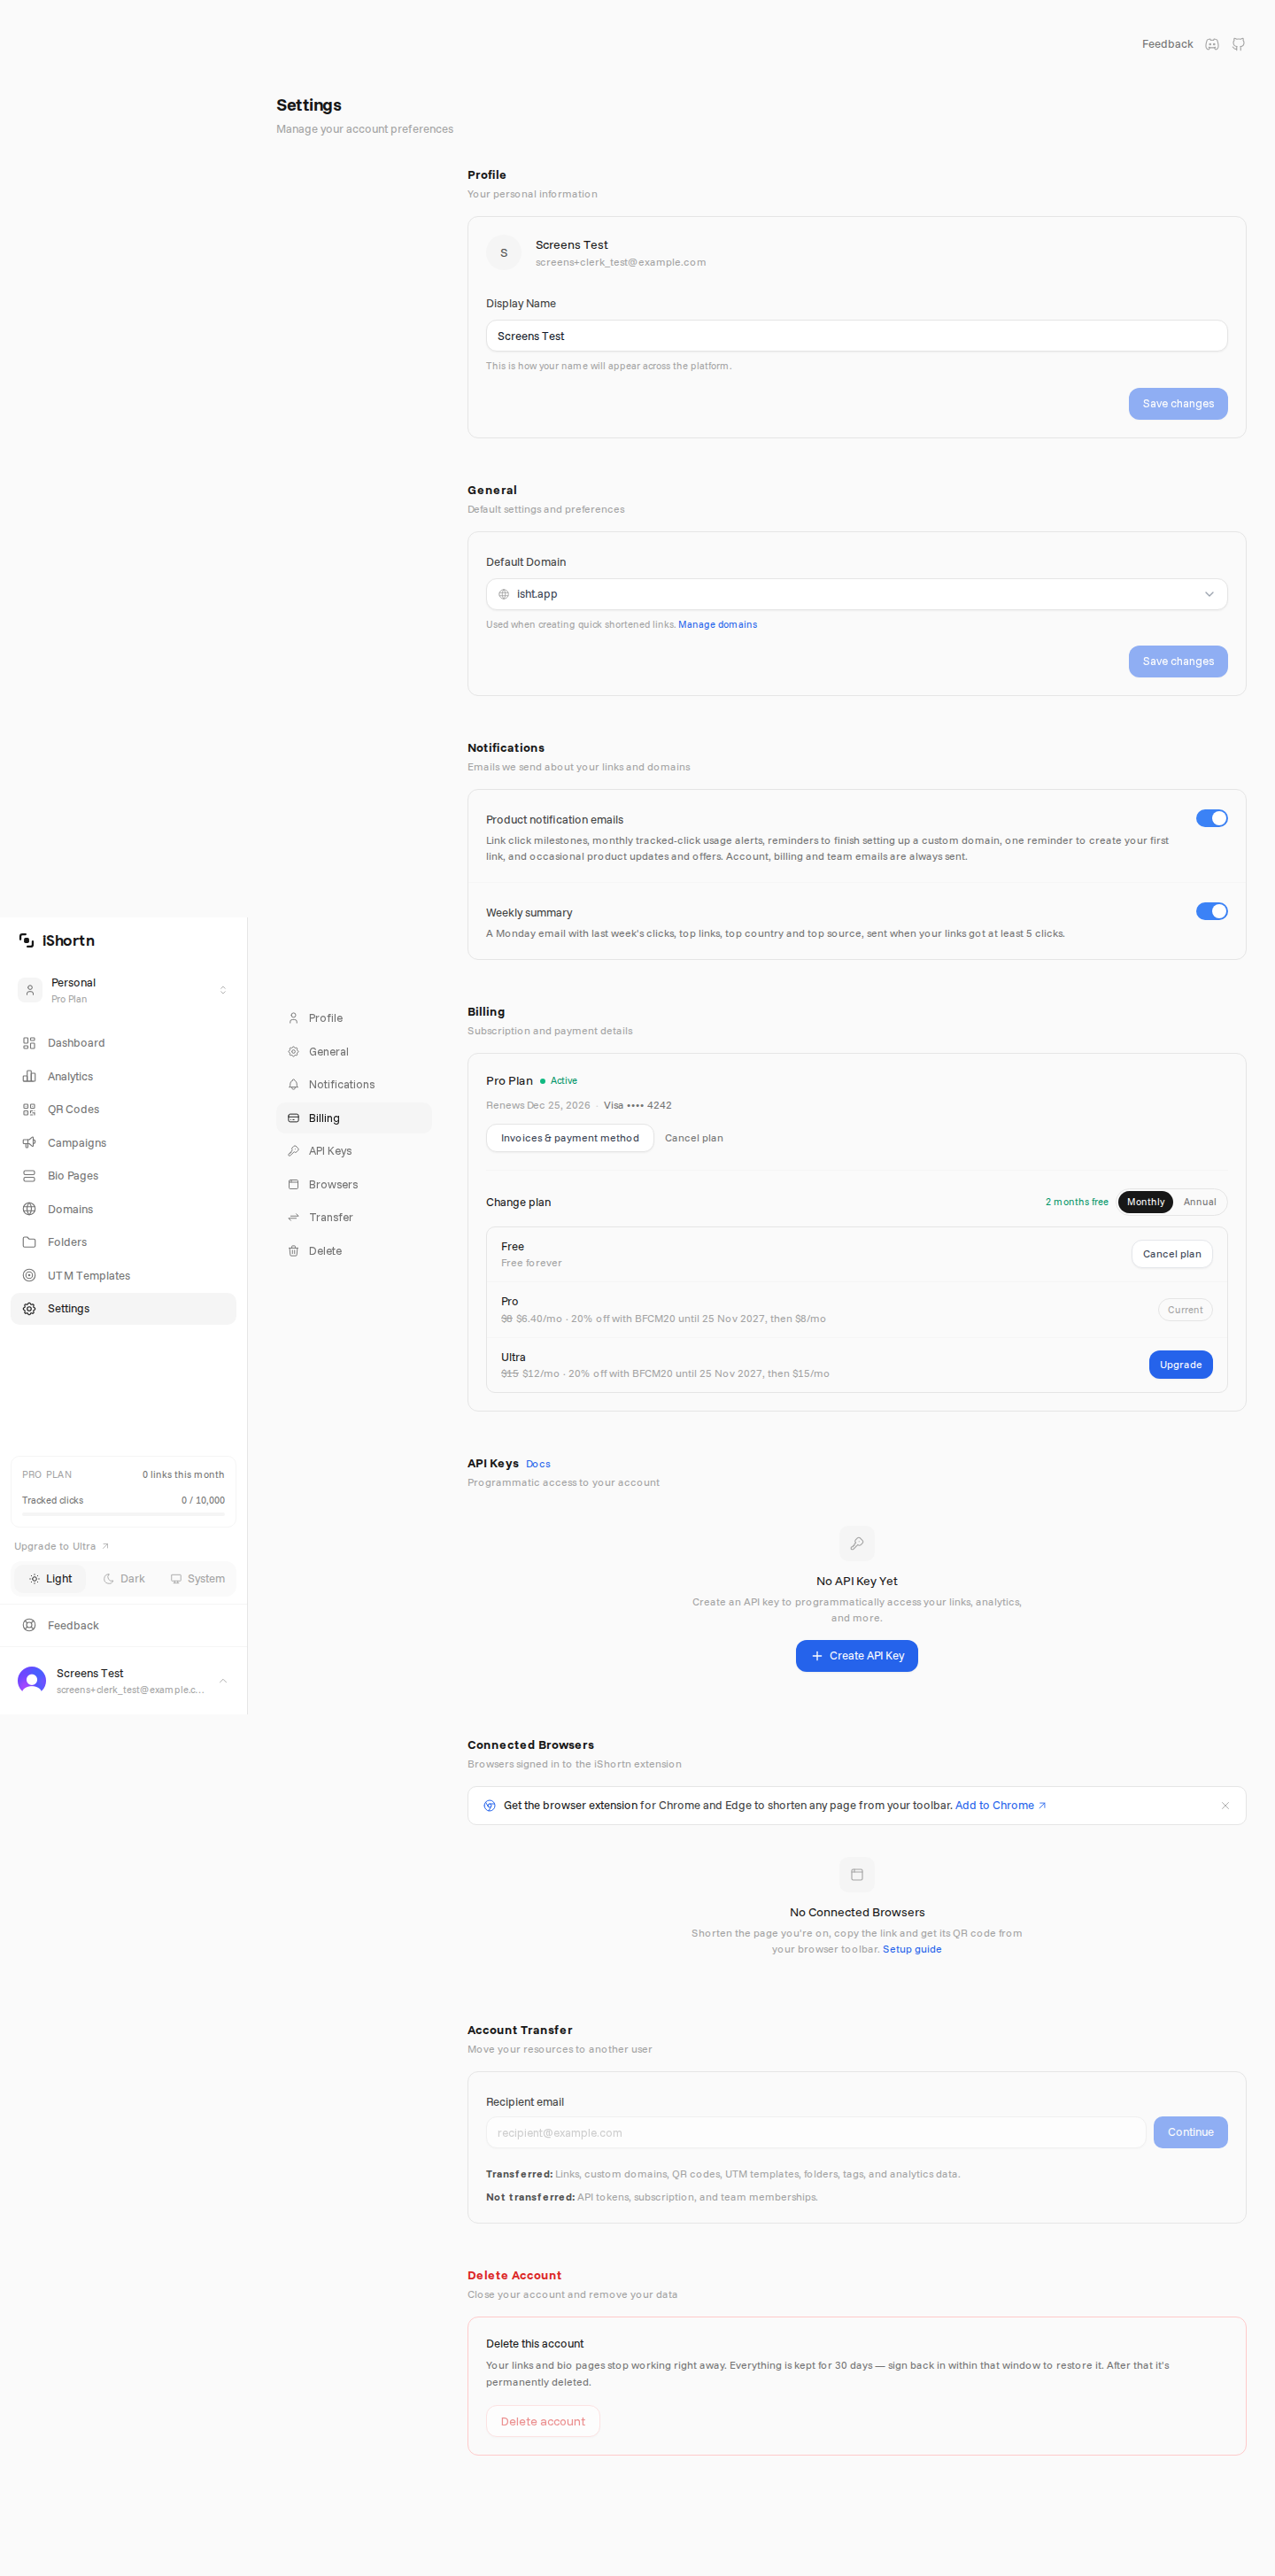 Feedback
Settings
Manage your account preferences
Profile
Your personal information
S
Screens Test
screens+clerk_test@example.com
Display Name
Screens Test
This is how your name will appear across the platform.
Save changes
General
Default settings and preferences
Default Domain
isht.app
Used when creating quick shortened links. Manage domains
Save changes
Notifications
Emails we send about your links and domains
Product notification emails
Link click milestones, monthly tracked-click usage alerts, reminders to finish setting up a custom domain, one reminder to create your first
link, and occasional product updates and offers. Account, billing and team emails are always sent.
Weekly summary
A Monday email with last week's clicks, top links, top country and top source, sent when your links got at least 5 clicks.
iShortn
Personal
Pro Plan
Dashboard
Analytics
QR Codes
Campaigns
Bio Pages
Domains
Folders
UTM Templates
Settings
PRO PLAN 0 links this month
Tracked clicks 0 / 10,000
Upgrade to Ultra
Light Dark System
Feedback
Screens Test
screens+clerk_test@example.c...
Profile
General
Notifications
Billing
API Keys
Browsers
Transfer
Delete
Billing
Subscription and payment details
Pro Plan Active
Renews Dec 25, 2026 · Visa •••• 4242
Invoices & payment method Cancel plan
Change plan 2 months free Monthly Annual
Free
Free forever
Cancel plan
Pro
$8 $6.40/mo · 20% off with BFCM20 until 25 Nov 2027, then $8/mo
Current
Ultra
$15 $12/mo · 20% off with BFCM20 until 25 Nov 2027, then $15/mo
Upgrade
API Keys Docs
Programmatic access to your account
No API Key Yet
Create an API key to programmatically access your links, analytics,
and more.
Create API Key
Connected Browsers
Browsers signed in to the iShortn extension
Get the browser extension for Chrome and Edge to shorten any page from your toolbar. Add to Chrome
No Connected Browsers
Shorten the page you're on, copy the link and get its QR code from
your browser toolbar. Setup guide
Account Transfer
Move your resources to another user
Recipient email
recipient@example.com
Continue
Transferred: Links, custom domains, QR codes, UTM templates, folders, tags, and analytics data.
Not transferred: API tokens, subscription, and team memberships.
Delete Account
Close your account and remove your data
Delete this account
Your links and bio pages stop working right away. Everything is kept for 30 days — sign back in within that window to restore it. After that it's
permanently deleted.
Delete account